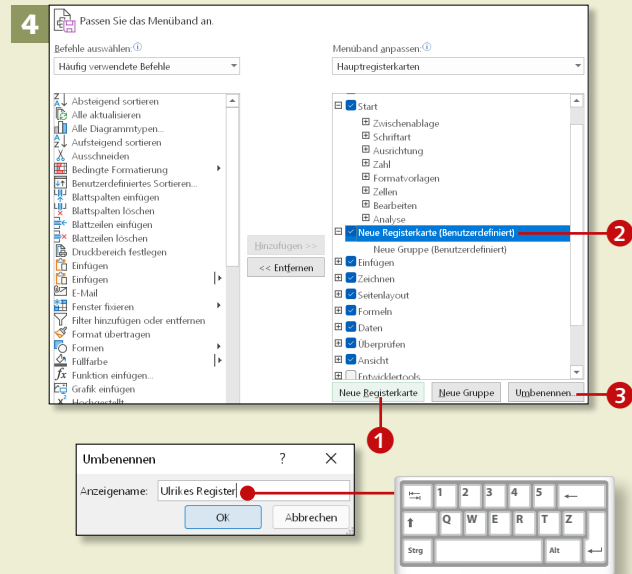 4
Passen Sie das Menüband an.
Befehle auswählen:
Häufig verwendete Befehle
Absteigend sortieren
Alle aktualisieren
Alle Diagrammtypen...
Aufsteigend sortieren
Ausschneiden
Bedingte Formatierung
Benutzerdefiniertes Sortieren...
Blattspalten einfügen
Blattspalten löschen
Blattzeilen einfügen
Blattzeilen löschen
Druckbereich festlegen
Einfügen
Einfügen
E-Mail
Fenster fixieren
Filter hinzufügen oder entfernen
Format übertragen
Formen
Füllfarbe
Funktion einfügen...
Grafik einfügen
Hochgestellt
Hinzufügen >>
<< Entfernen
Menüband anpassen:
Hauptregisterkarten
Start
Zwischenablage
Schriftart
Ausrichtung
Zahl
Formatvorlagen
Zellen
Bearbeiten
Analyse
Neue Registerkarte (Benutzerdefiniert)
2
Neue Gruppe (Benutzerdefiniert)
Einfügen
Zeichnen
Seitenlayout
Formeln
Daten
Überprüfen
Ansicht
Entwicklertools
Neue Registerkarte Neue Gruppe Umbenennen...
3
1
Umbenennen ? ×
Anzeigename: Ulrikes Register
OK Abbrechen
1 2 3 4 5
Q W E R T Z
Strg Alt